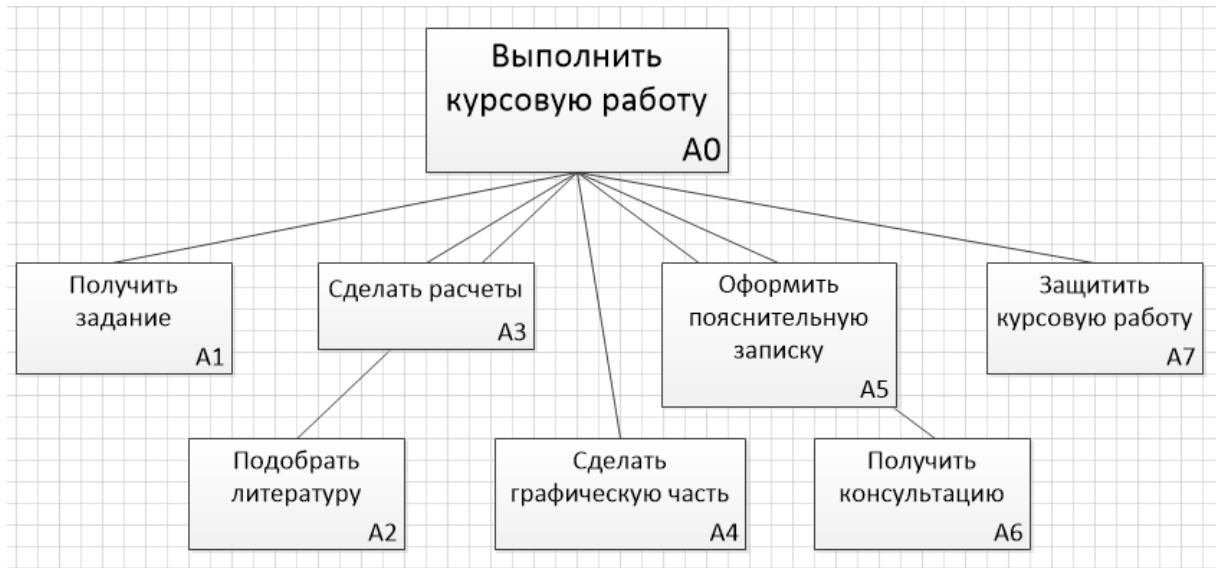 Выполнить
курсовую работу
A0
Получить
задание
A1
Сделать расчеты
A3
Оформить
пояснительную
записку
A5
Защитить
курсовую работу
A7
Подобрать
литературу
A2
Сделать
графическую часть
A4
Получить
консультацию
A6